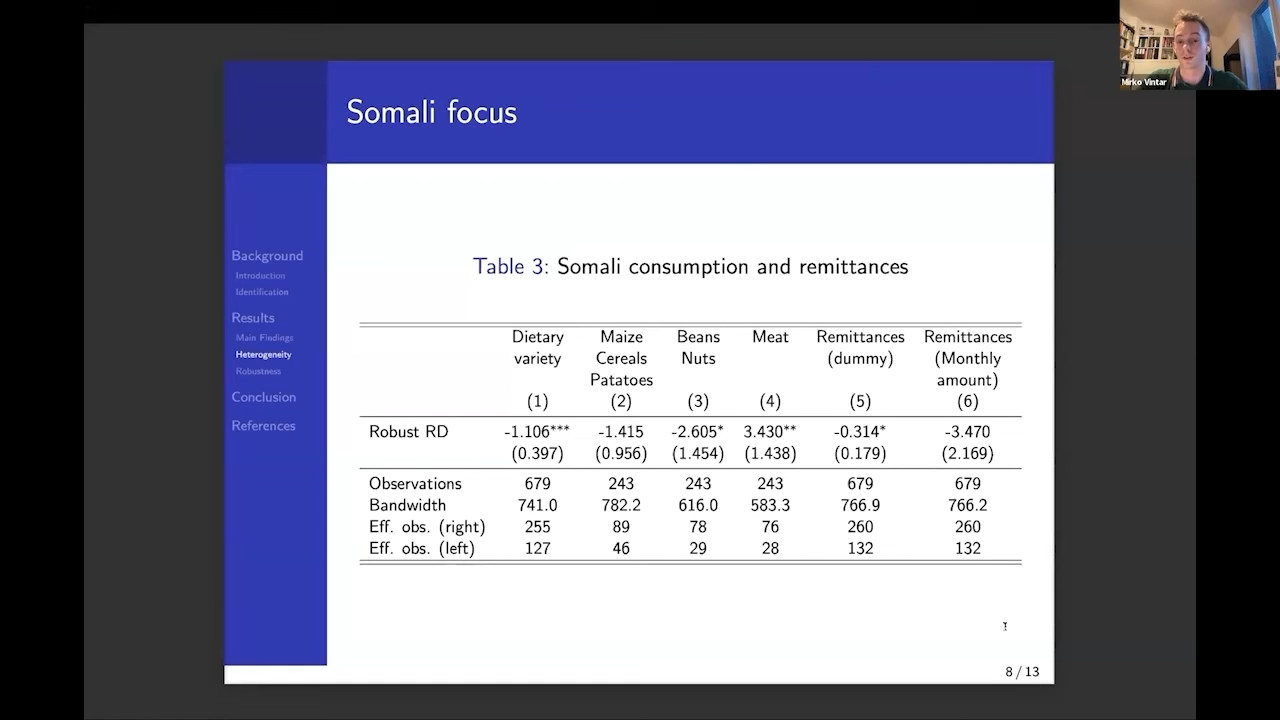 Mirko Vintar
Somali focus
Background
Introduction
Identification
Results
Main Findings
Heterogeneity
Robustness
Conclusion
References
Table 3: Somali consumption and remittances
Dietary Maize Beans Meat Remittances Remittances
variety Cereals Nuts (dummy) (Monthly
Patatoes amount)
(1) (2) (3) (4) (5) (6)
Robust RD -1.106*** -1.415 -2.605* 3.430** -0.314* -3.470
(0.397) (0.956) (1.454) (1.438) (0.179) (2.169)
Observations 679 243 243 243 679 679
Bandwidth 741.0 782.2 616.0 583.3 766.9 766.2
Eff. obs. (right) 255 89 78 76 260 260
Eff. obs. (left) 127 46 29 28 132 132
8 / 13